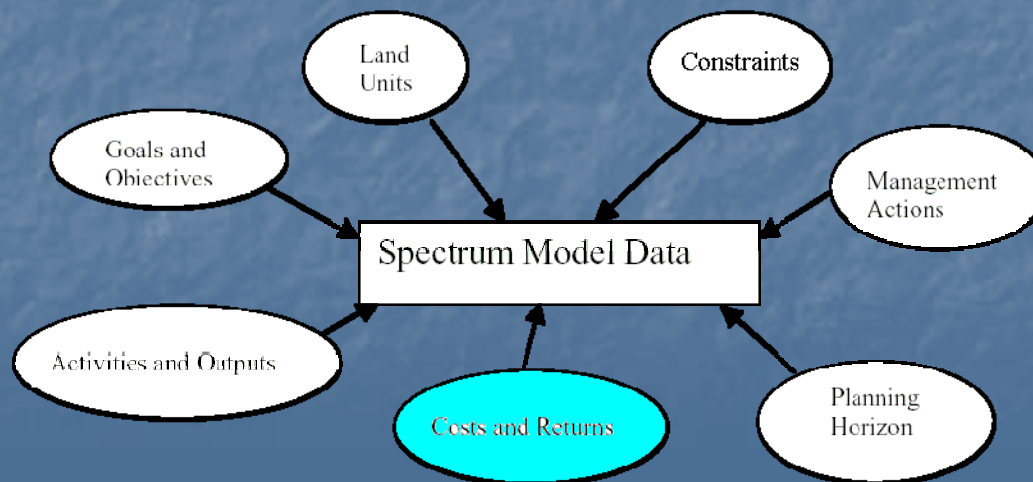 Land
Units
Constraints
Goals and
Objectives
Management
Actions
Spectrum Model Data
Activities and Outputs
Costs and Returns
Planning
Horizon